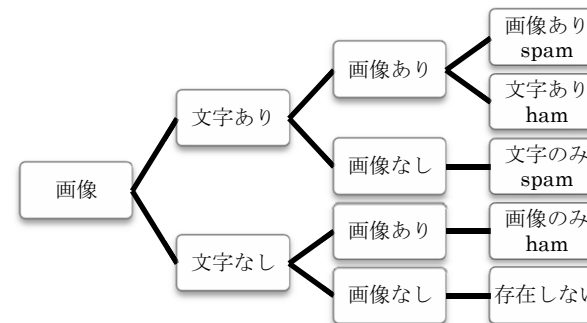 画像
文字あり
文字なし
画像あり
画像なし
画像あり
画像なし
画像あり
spam
文字あり
ham
文字のみ
spam
画像のみ
ham
存在しない